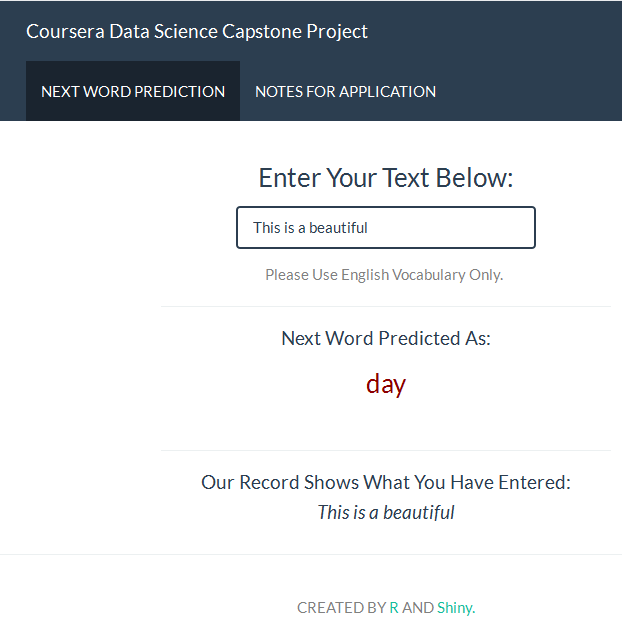 Coursera Data Science Capstone Project
NEXT WORD PREDICTION NOTES FOR APPLICATION
Enter Your Text Below:
This is a beautiful
Please Use English Vocabulary Only.
Next Word Predicted As:
day
Our Record Shows What You Have Entered:
This is a beautiful
CREATED BY R AND Shiny.